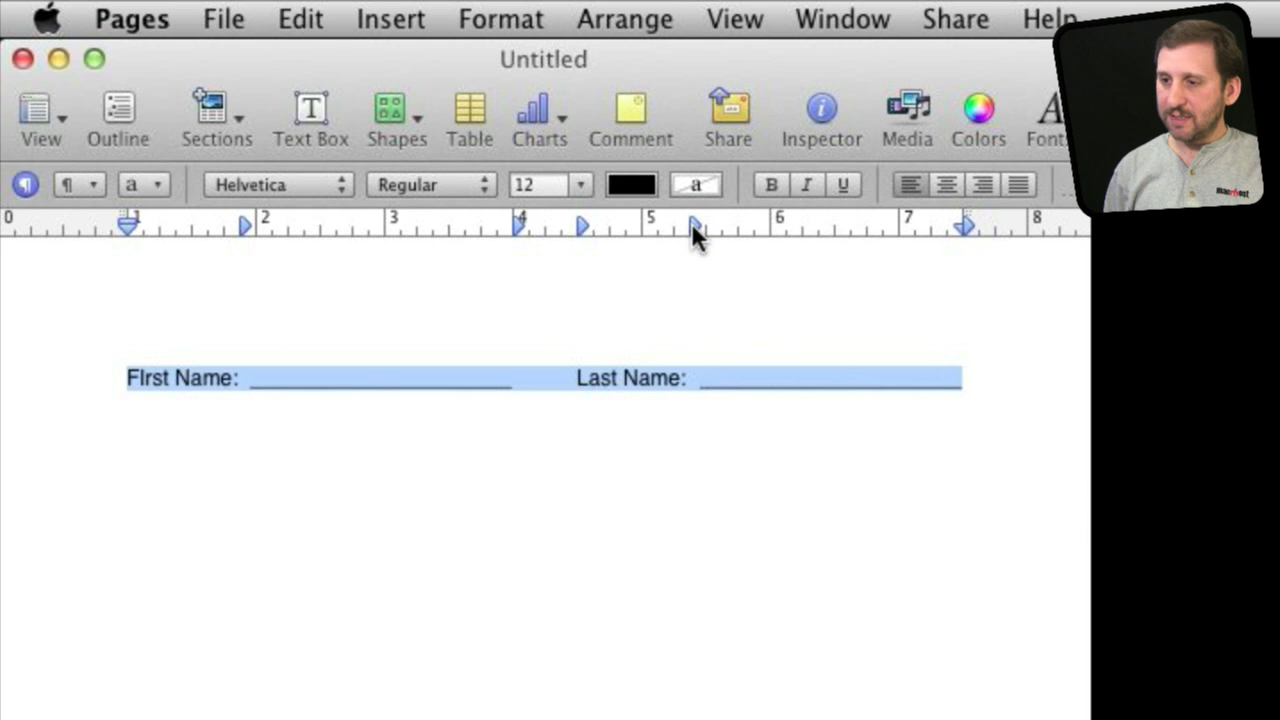 Pages File Edit Insert Format Arrange View Window Share Help
Untitled
View Outline Sections Text Box Shapes Table Charts Comment Share Inspector Media Colors
a Helvetica Regular 12 a B I U
0 1 2 3 4 5 6 7 8
FIrst Name: Last Name: